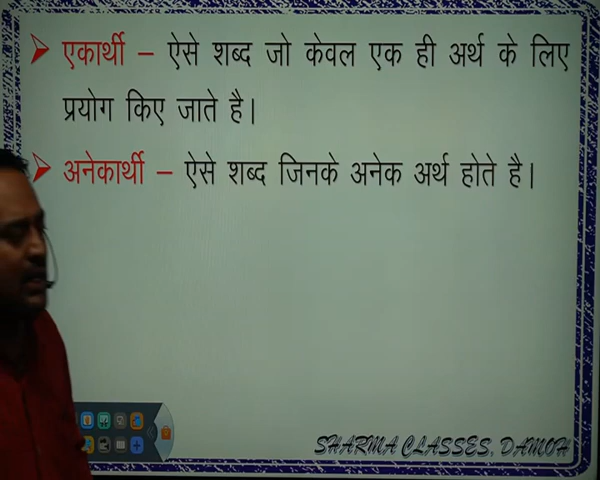 एकार्थी – ऐसे शब्द जो केवल एक ही अर्थ के लिए
प्रयोग किए जाते है।
अनेकार्थी – ऐसे शब्द जिनके अनेक अर्थ होते है।
SHARMA CLASSES, DAMOH